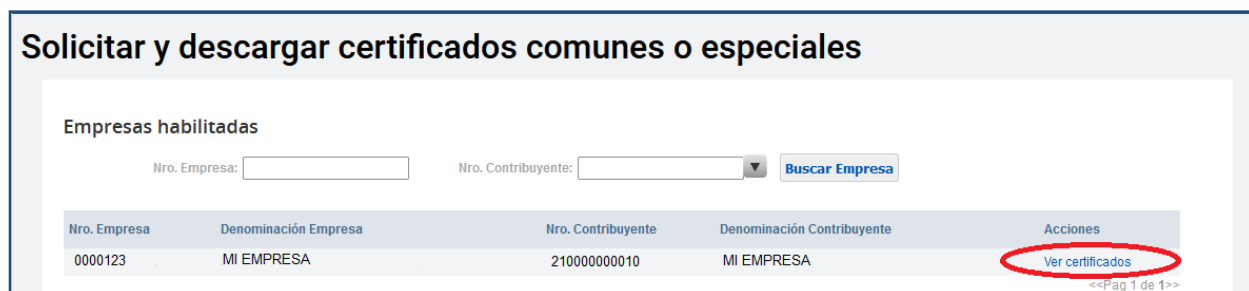 Solicitar y descargar certificados comunes o especiales
Empresas habilitadas
Nro. Empresa: Nro. Contribuyente: Buscar Empresa
Nro. Empresa Denominación Empresa Nro. Contribuyente Denominación Contribuyente Acciones
0000123 MI EMPRESA 210000000010 MI EMPRESA Ver certificados
<<Pag 1 de 1>>